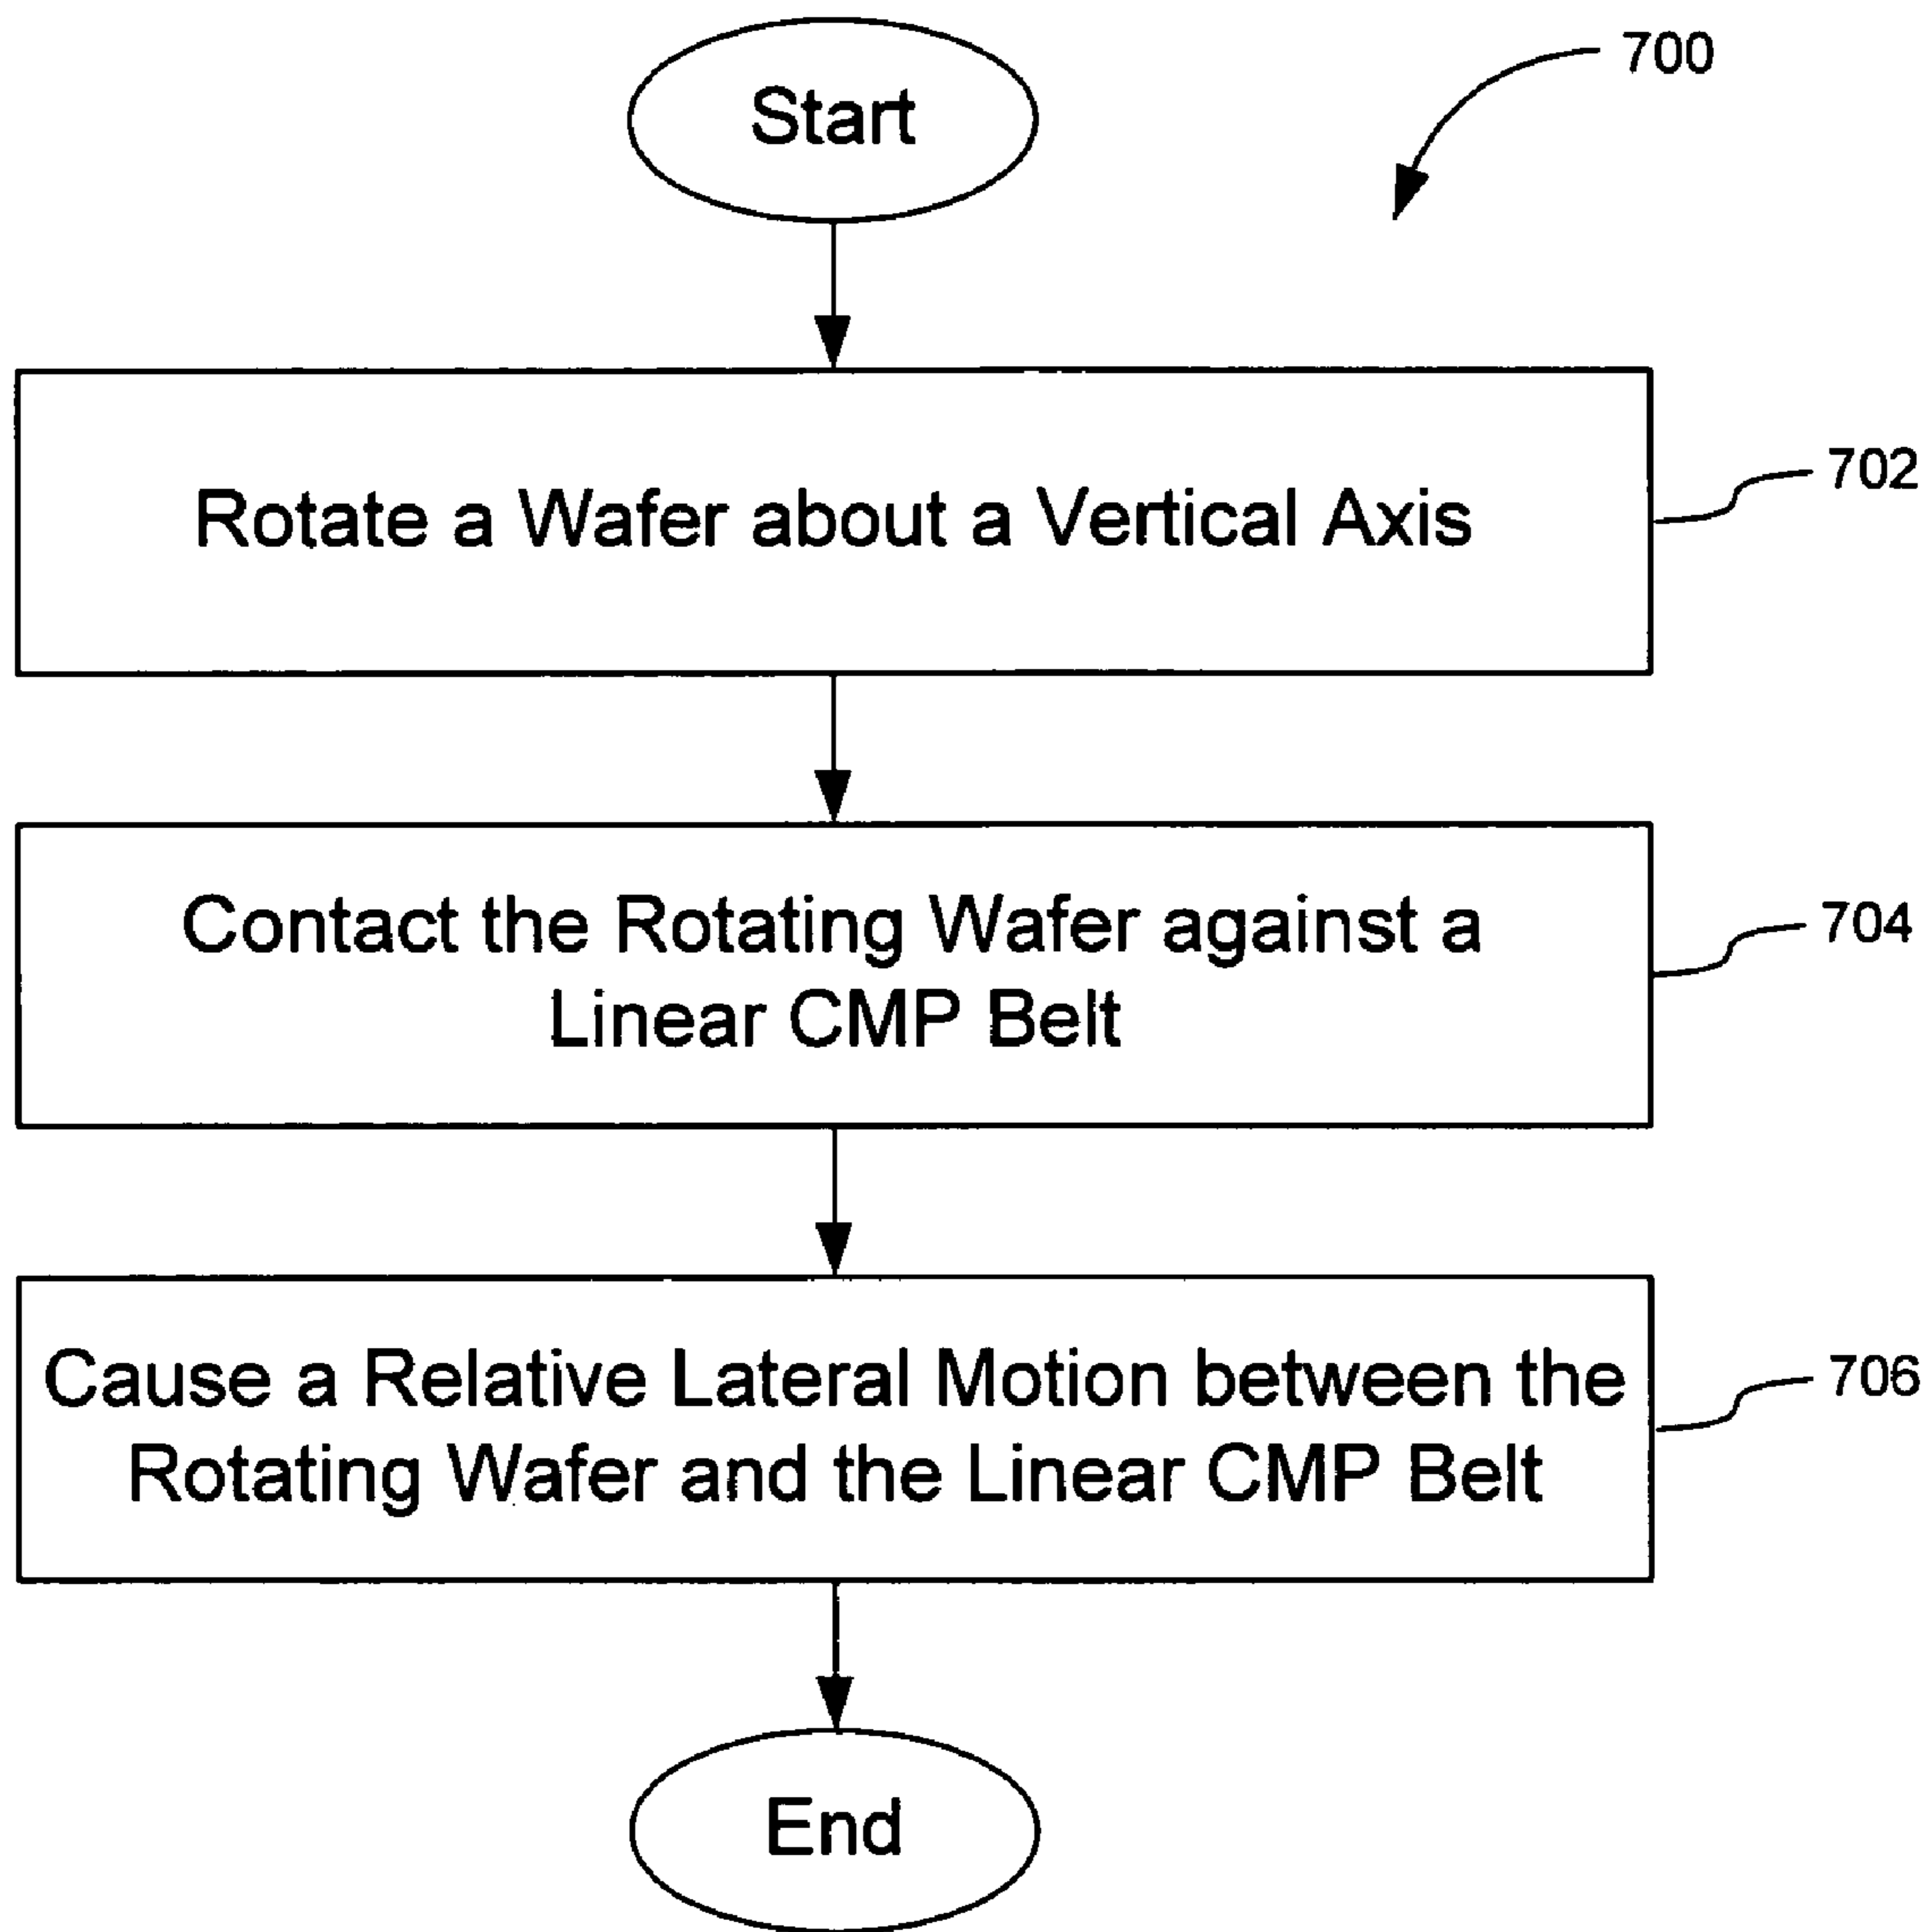 Start
700
Rotate a Wafer about a Vertical Axis
702
Contact the Rotating Wafer against a
Linear CMP Belt
704
Cause a Relative Lateral Motion between the
Rotating Wafer and the Linear CMP Belt
706
End